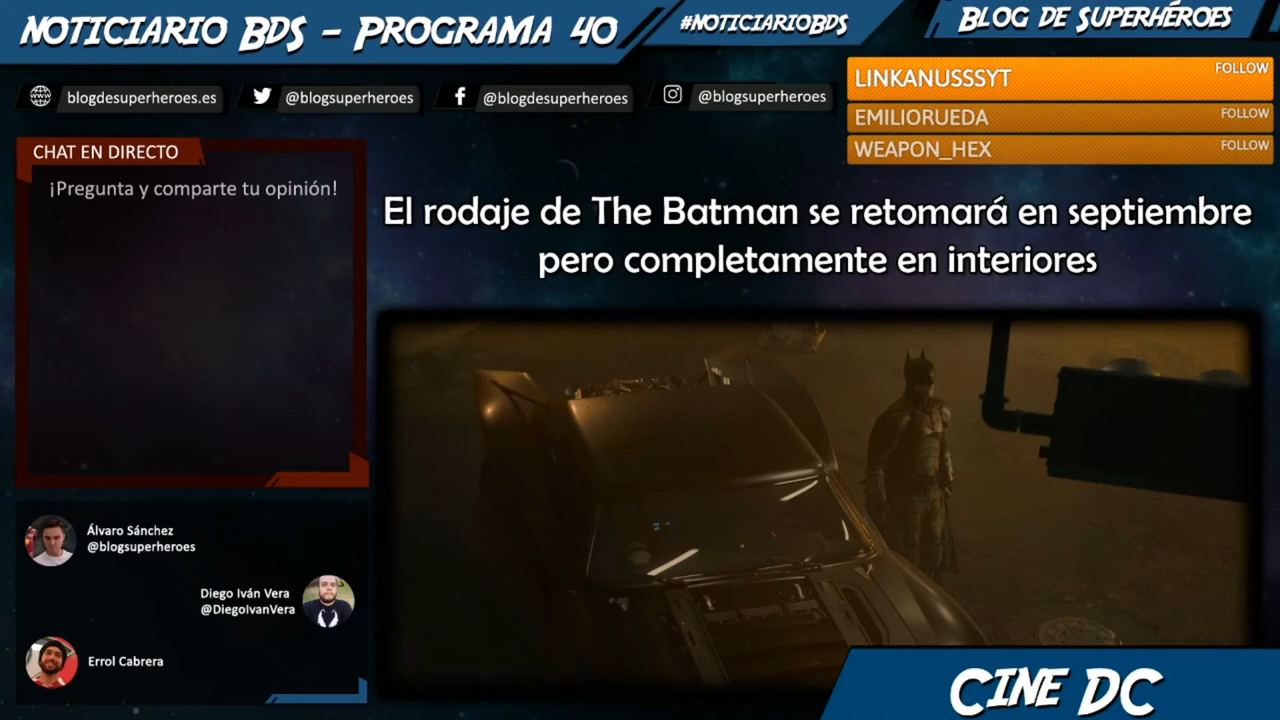 NOTICIARIO BDS - PROGRAMA 40
#NOTICIARIOBDS
BLOG DE SUPERHÉROES
blogdesuperheroes.es
@blogsuperheroes
@blogdesuperheroes
@blogsuperheroes
LINKANUSSSYT FOLLOW
EMILIORUEDA FOLLOW
WEAPON_HEX FOLLOW
CHAT EN DIRECTO
¡Pregunta y comparte tu opinión!
El rodaje de The Batman se retomará en septiembre
pero completamente en interiores
Álvaro Sánchez
@blogsuperheroes
Diego Iván Vera
@DiegoIvanVera
Errol Cabrera
CINE DC